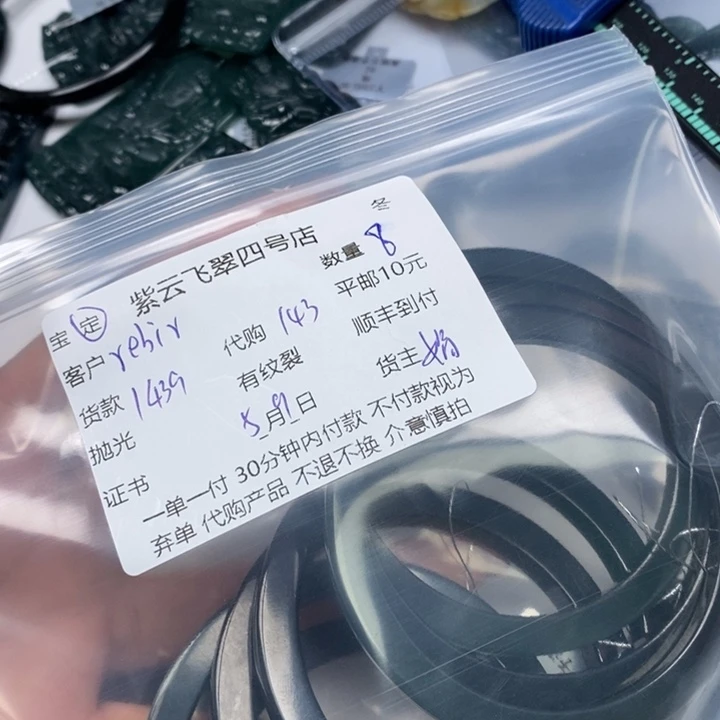 冬
紫云飞翠四号店
宝 定 数量 8
客户 rebir 代购 143 平邮10元
货款 1439 有纹裂 顺丰到付
抛光 月 日 货主
证书 一单一付 30分钟内付款 不付款视为
弃单 代购产品 不退不换 介意慎拍